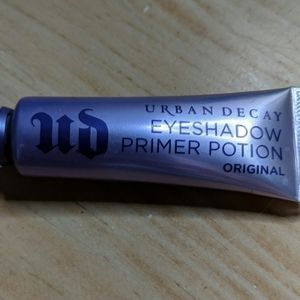 ud
URBAN DECAY
EYESHADOW
PRIMER POTION
ORIGINAL